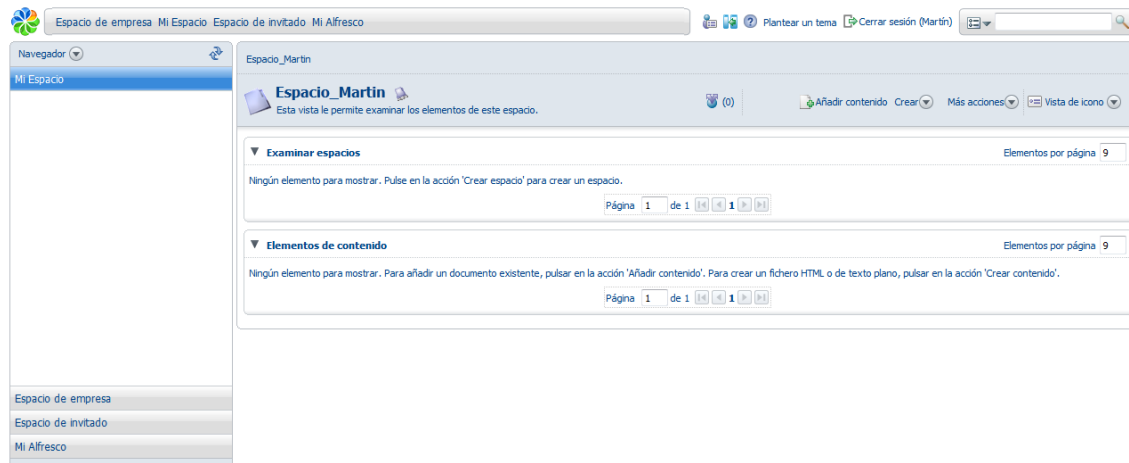 Espacio de empresa Mi Espacio Espacio de invitado Mi Alfresco
Plantear un tema Cerrar sesión (Martín)
Navegador
Mi Espacio
Espacio de empresa
Espacio de invitado
Mi Alfresco
Espacio_Martin
Espacio_Martin
Esta vista le permite examinar los elementos de este espacio.
(0)
Añadir contenido Crear Más acciones Vista de icono
Examinar espacios Elementos por página 9
Ningún elemento para mostrar. Pulse en la acción 'Crear espacio' para crear un espacio.
Página 1 de 1 1
Elementos de contenido Elementos por página 9
Ningún elemento para mostrar. Para añadir un documento existente, pulsar en la acción 'Añadir contenido'. Para crear un fichero HTML o de texto plano, pulsar en la acción 'Crear contenido'.
Página 1 de 1 1